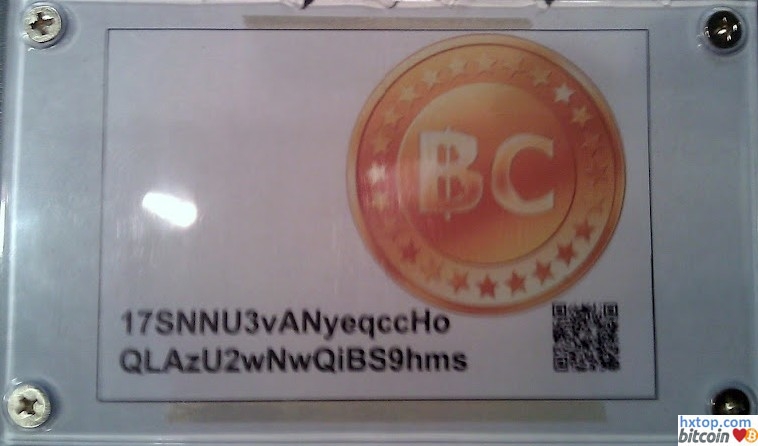 BC
17SNNU3vANyeqccHo
QLAzU2wNwQiBS9hms
hxtop.com
bitcoin